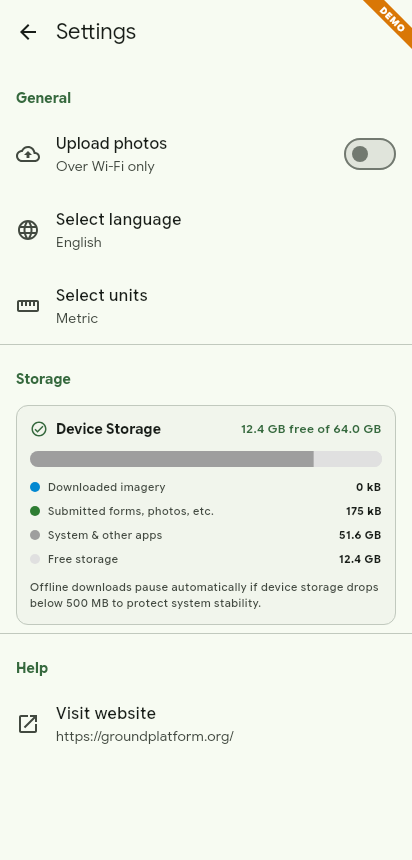 DEMO
Settings
General
Upload photos
Over Wi-Fi only
Select language
English
Select units
Metric
Storage
Device Storage 12.4 GB free of 64.0 GB
Downloaded imagery 0 kB
Submitted forms, photos, etc. 175 kB
System & other apps 51.6 GB
Free storage 12.4 GB
Offline downloads pause automatically if device storage drops
below 500 MB to protect system stability.
Help
Visit website
https://groundplatform.org/